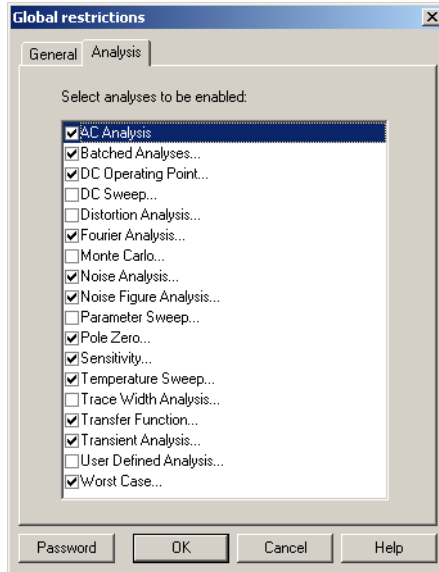 Global restrictions
General Analysis
Select analyses to be enabled:
AC Analysis
Batched Analyses...
DC Operating Point...
DC Sweep...
Distortion Analysis...
Fourier Analysis...
Monte Carlo...
Noise Analysis...
Noise Figure Analysis...
Parameter Sweep...
Pole Zero...
Sensitivity...
Temperature Sweep...
Trace Width Analysis...
Transfer Function...
Transient Analysis...
User Defined Analysis...
Worst Case...
Password OK Cancel Help